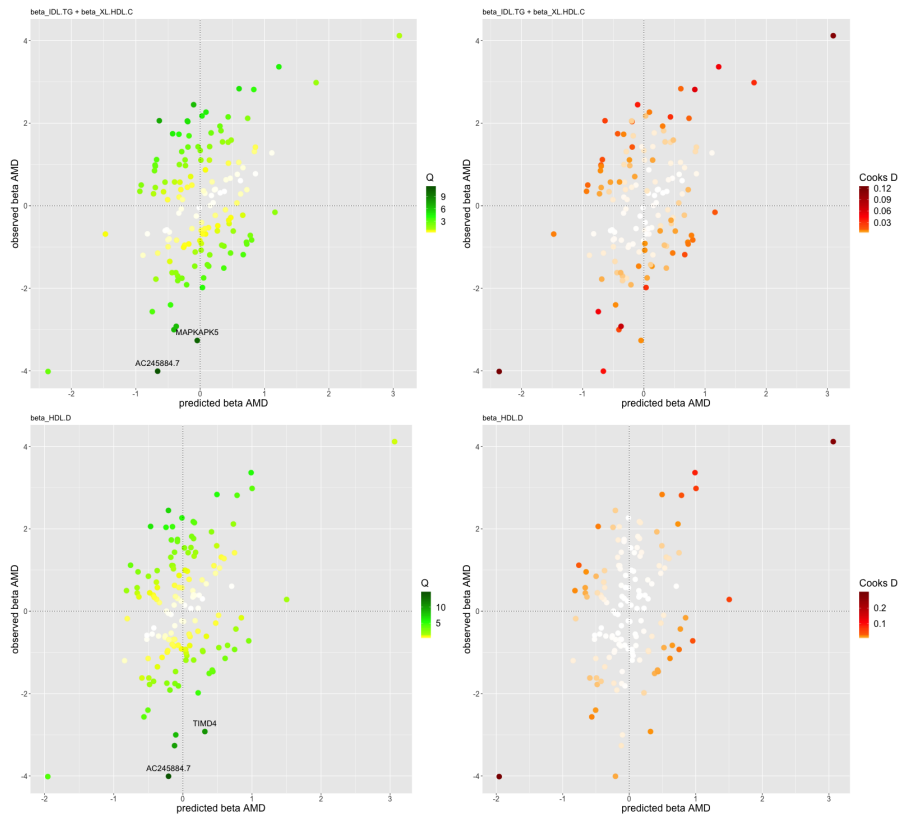 beta_IDL.TG + beta_XL.HDL.C
4
2
0
-2
-4
observed beta AMD
MAPKAPK5
AC245884.7
-2
-1
0
1
2
3
predicted beta AMD
Q
9
6
3
beta_IDL.TG + beta_XL.HDL.C
4
2
0
-2
-4
observed beta AMD
-2
-1
0
1
2
3
predicted beta AMD
Cooks D
0.12
0.09
0.06
0.03
beta_HDL.D
4
2
0
-2
-4
observed beta AMD
TIMD4
AC245884.7
-2
-1
0
1
2
3
predicted beta AMD
Q
10
5
beta_HDL.D
4
2
0
-2
-4
observed beta AMD
-2
-1
0
1
2
3
predicted beta AMD
Cooks D
0.2
0.1